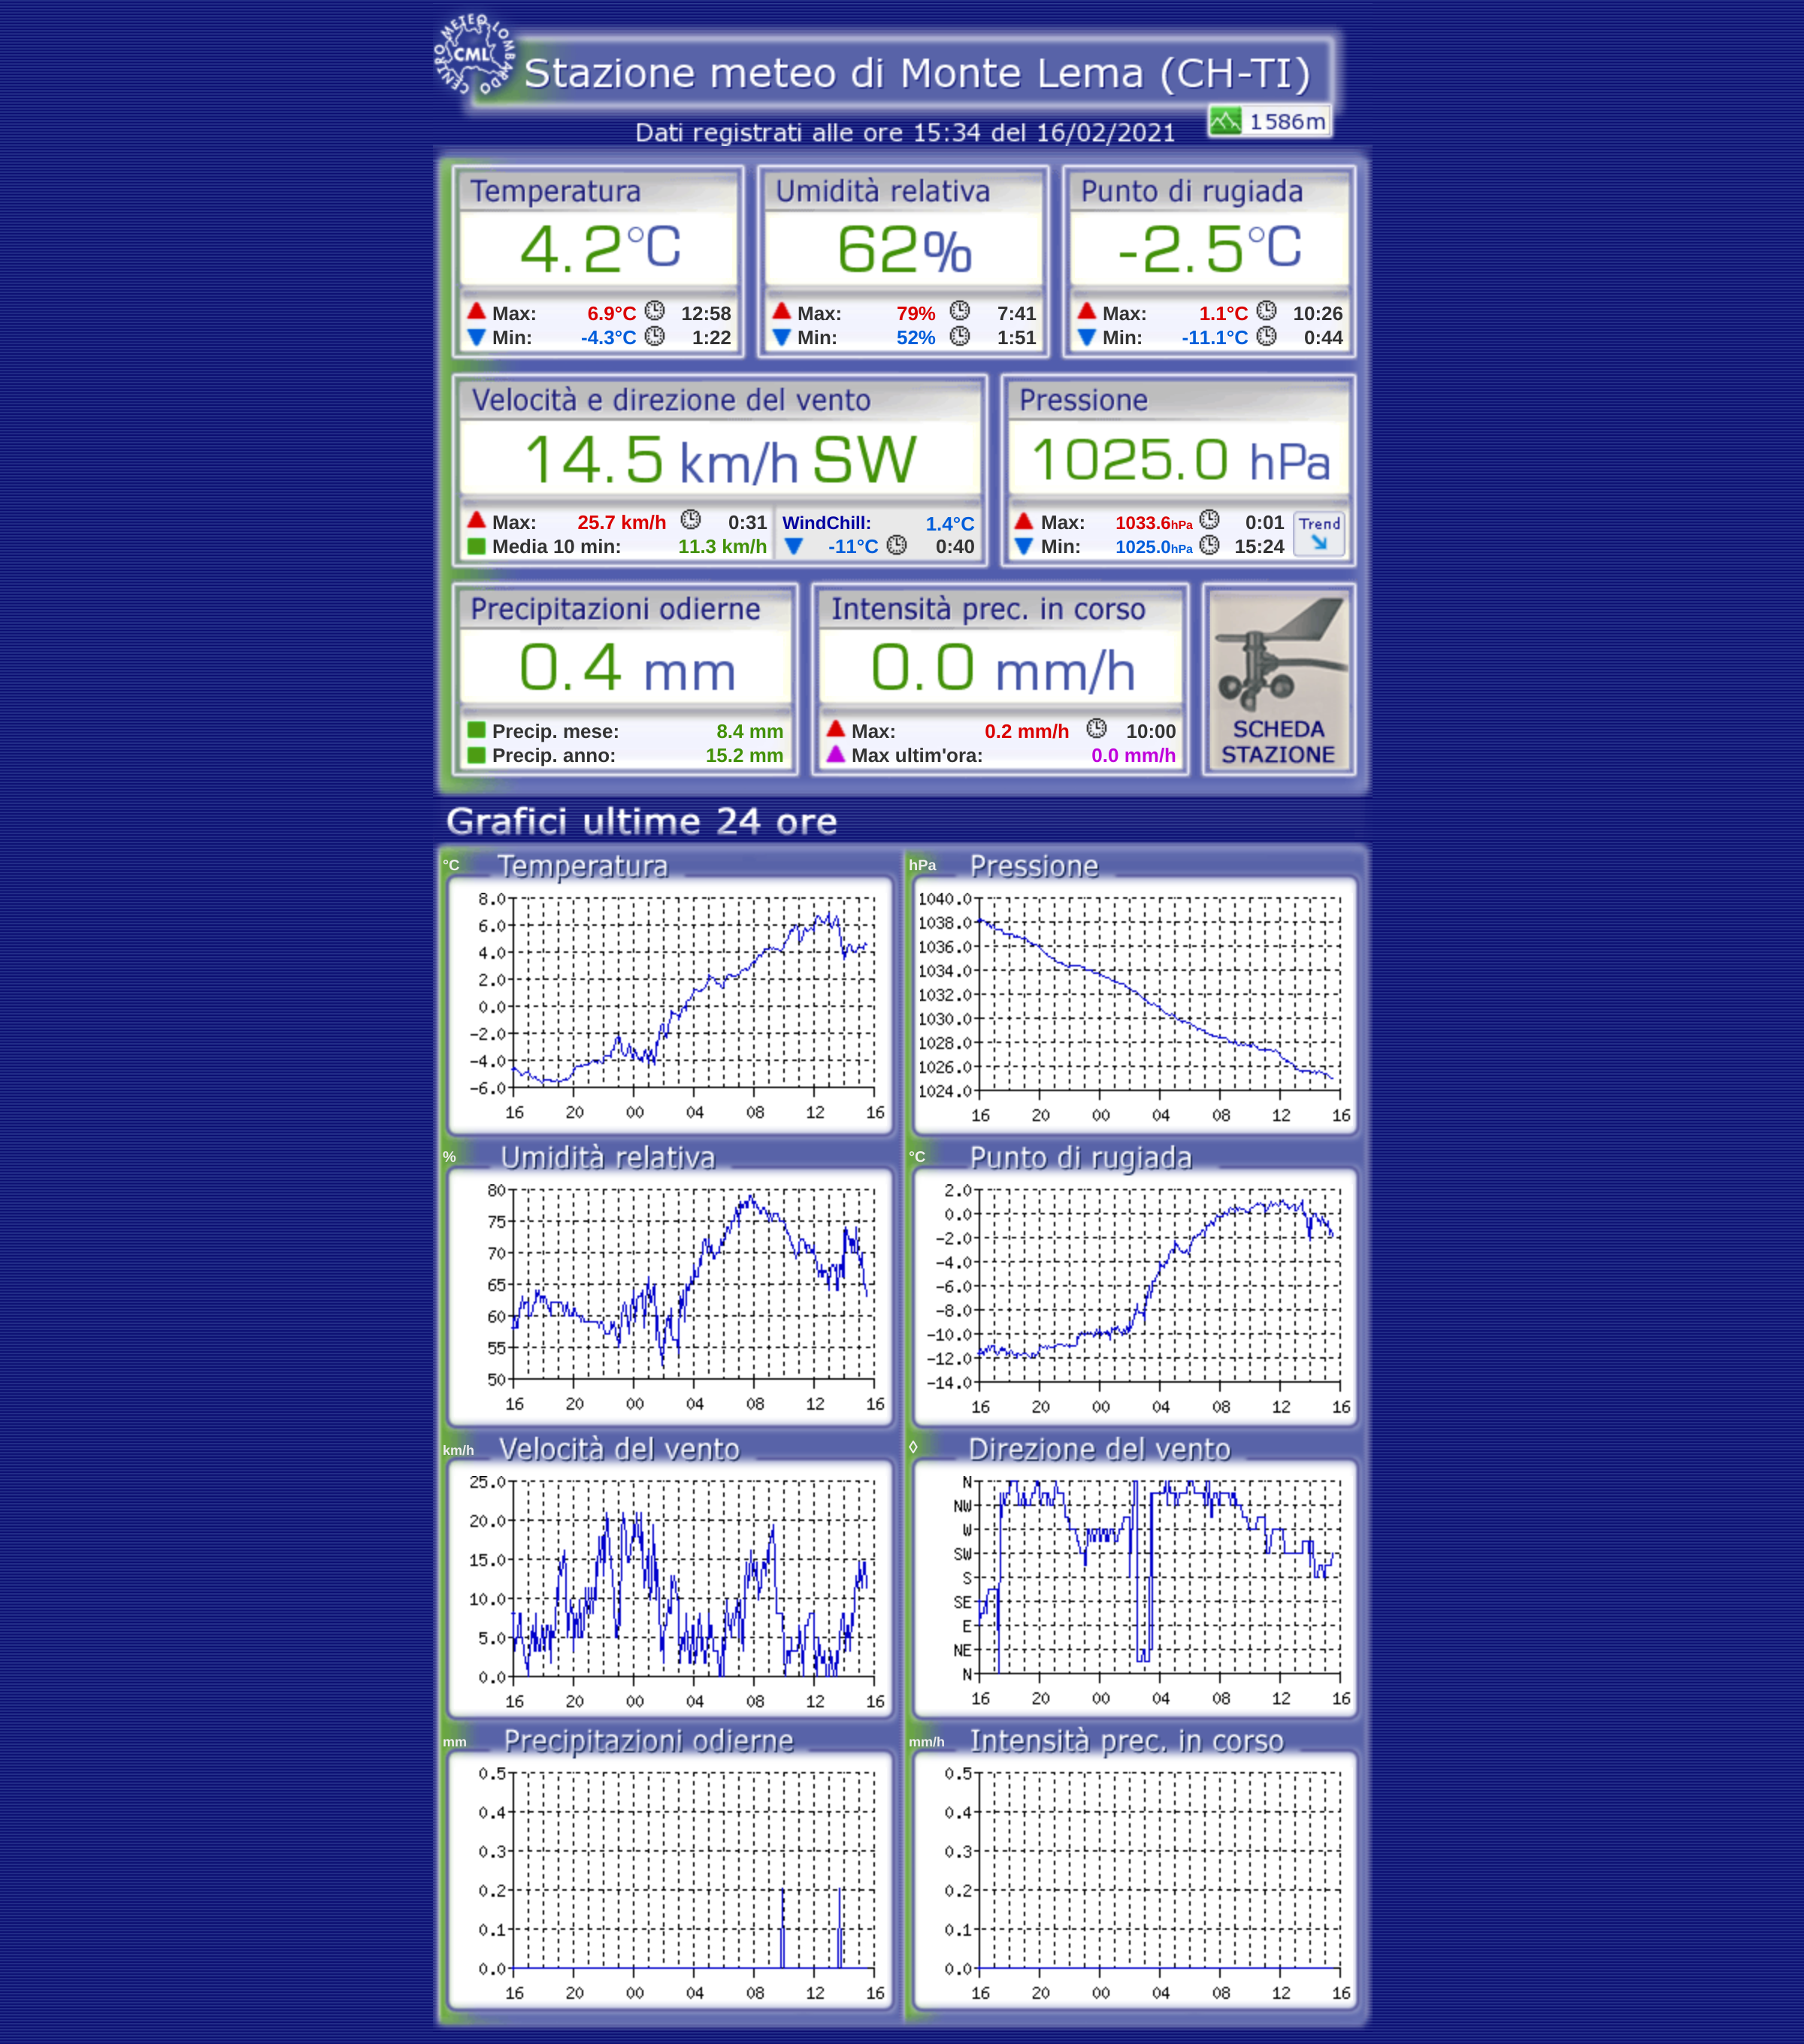 CENTRO METEO LOMBARDO
CML
Stazione meteo di Monte Lema (CH-TI)
1586m
Dati registrati alle ore 15:34 del 16/02/2021
Temperatura Umidità relativa Punto di rugiada
4.2°C 62% -2.5°C
Max: 6.9°C 12:58 Max: 79% 7:41 Max: 1.1°C 10:26
Min: -4.3°C 1:22 Min: 52% 1:51 Min: -11.1°C 0:44
Velocità e direzione del vento Pressione
14.5 km/h SW 1025.0 hPa
Max: 25.7 km/h 0:31 WindChill: 1.4°C Max: 1033.6hPa 0:01 Trend
Media 10 min: 11.3 km/h -11°C 0:40 Min: 1025.0hPa 15:24
Precipitazioni odierne Intensità prec. in corso
0.4 mm 0.0 mm/h
Precip. mese: 8.4 mm Max: 0.2 mm/h 10:00 SCHEDA
Precip. anno: 15.2 mm Max ultim'ora: 0.0 mm/h STAZIONE
Grafici ultime 24 ore
°C Temperatura
8.0
6.0
4.0
2.0
0.0
-2.0
-4.0
-6.0
16 20 00 04 08 12 16
hPa Pressione
1040.0
1038.0
1036.0
1034.0
1032.0
1030.0
1028.0
1026.0
1024.0
16 20 00 04 08 12 16
% Umidità relativa
80
75
70
65
60
55
50
16 20 00 04 08 12 16
°C Punto di rugiada
2.0
0.0
-2.0
-4.0
-6.0
-8.0
-10.0
-12.0
-14.0
16 20 00 04 08 12 16
km/h Velocità del vento
25.0
20.0
15.0
10.0
5.0
0.0
16 20 00 04 08 12 16
◊ Direzione del vento
N
NW
W
SW
S
SE
E
NE
N
16 20 00 04 08 12 16
mm Precipitazioni odierne
0.5
0.4
0.3
0.2
0.1
0.0
16 20 00 04 08 12 16
mm/h Intensità prec. in corso
0.5
0.4
0.3
0.2
0.1
0.0
16 20 00 04 08 12 16